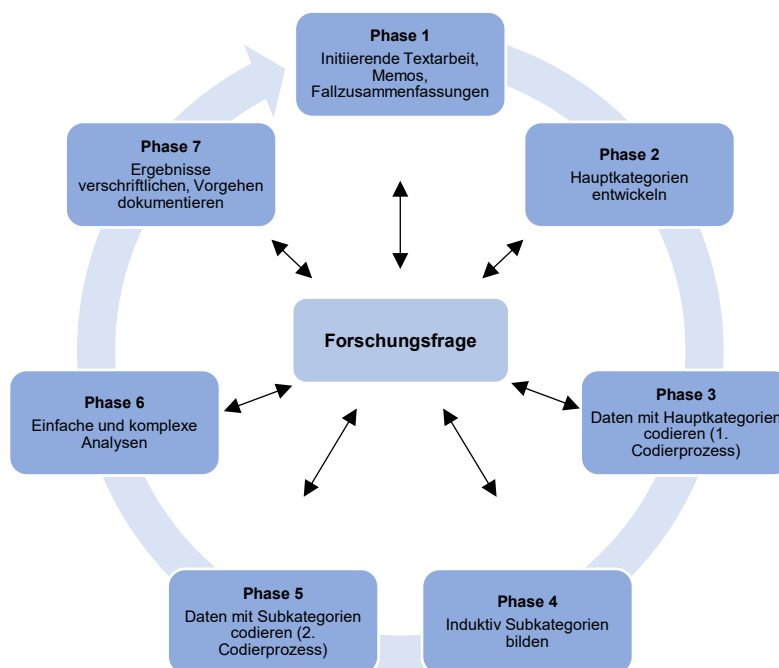 Phase 1
Initiierende Textarbeit,
Memos,
Fallzusammenfassungen
Phase 2
Hauptkategorien
entwickeln
Phase 3
Daten mit Hauptkategorien
codieren (1.
Codierprozess)
Phase 4
Induktiv Subkategorien
bilden
Phase 5
Daten mit Subkategorien
codieren (2.
Codierprozess)
Phase 6
Einfache und komplexe
Analysen
Phase 7
Ergebnisse
verschriftlichen, Vorgehen
dokumentieren
Forschungsfrage